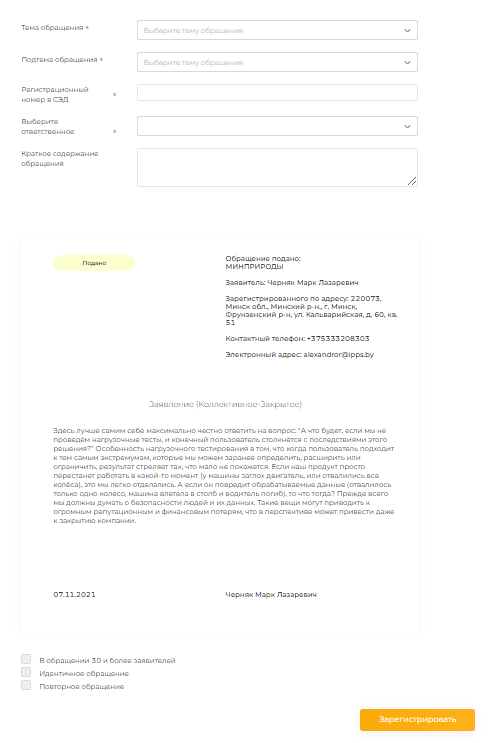 Тема обращения *
Выберите тему обращения
Подтема обращения *
Выберите тему обращения
Регистрационный
номер в СЭД *
Выберите
ответственное *
Краткое содержание
обращения
Подано
Обращение подано:
МИНПРИРОДЫ
Заявитель: Черняк Марк Лазаревич
Зарегистрированного по адресу: 220073,
Минск обл., Минский р-н., г. Минск,
Фрунзенский р-н, ул. Кальварийская, д. 60, кв.
51
Контактный телефон: +375333208303
Электронный адрес: alexandror@ipps.by
Заявление (Коллективное-Закрытое)
Здесь лучше самим себе максимально честно ответить на вопрос: "А что будет, если мы не
проведём нагрузочные тесты, и конечный пользователь столкнётся с последствиями этого
решения?" Особенность нагрузочного тестирования в том, что когда пользователь подходит
к тем самым экстремумам, которые мы можем заранее определить, расширить или
ограничить, результат стреляет так, что мало не покажется. Если наш продукт просто
перестанет работать в какой-то момент (у машины заглох двигатель, или отвалились все
колёса), это мы легко отделались. А если он повредит обрабатываемые данные (отвалилось
только одно колесо, машина влетела в столб и водитель погиб), то что тогда? Прежде всего
мы должны думать о безопасности людей и их данных. Такие вещи могут приводить к
огромным репутационным и финансовым потерям, что в перспективе может привести даже
к закрытию компании.
07.11.2021
Черняк Марк Лазаревич
В обращении 30 и более заявителей
Идентичное обращение
Повторное обращение
Зарегистрировать